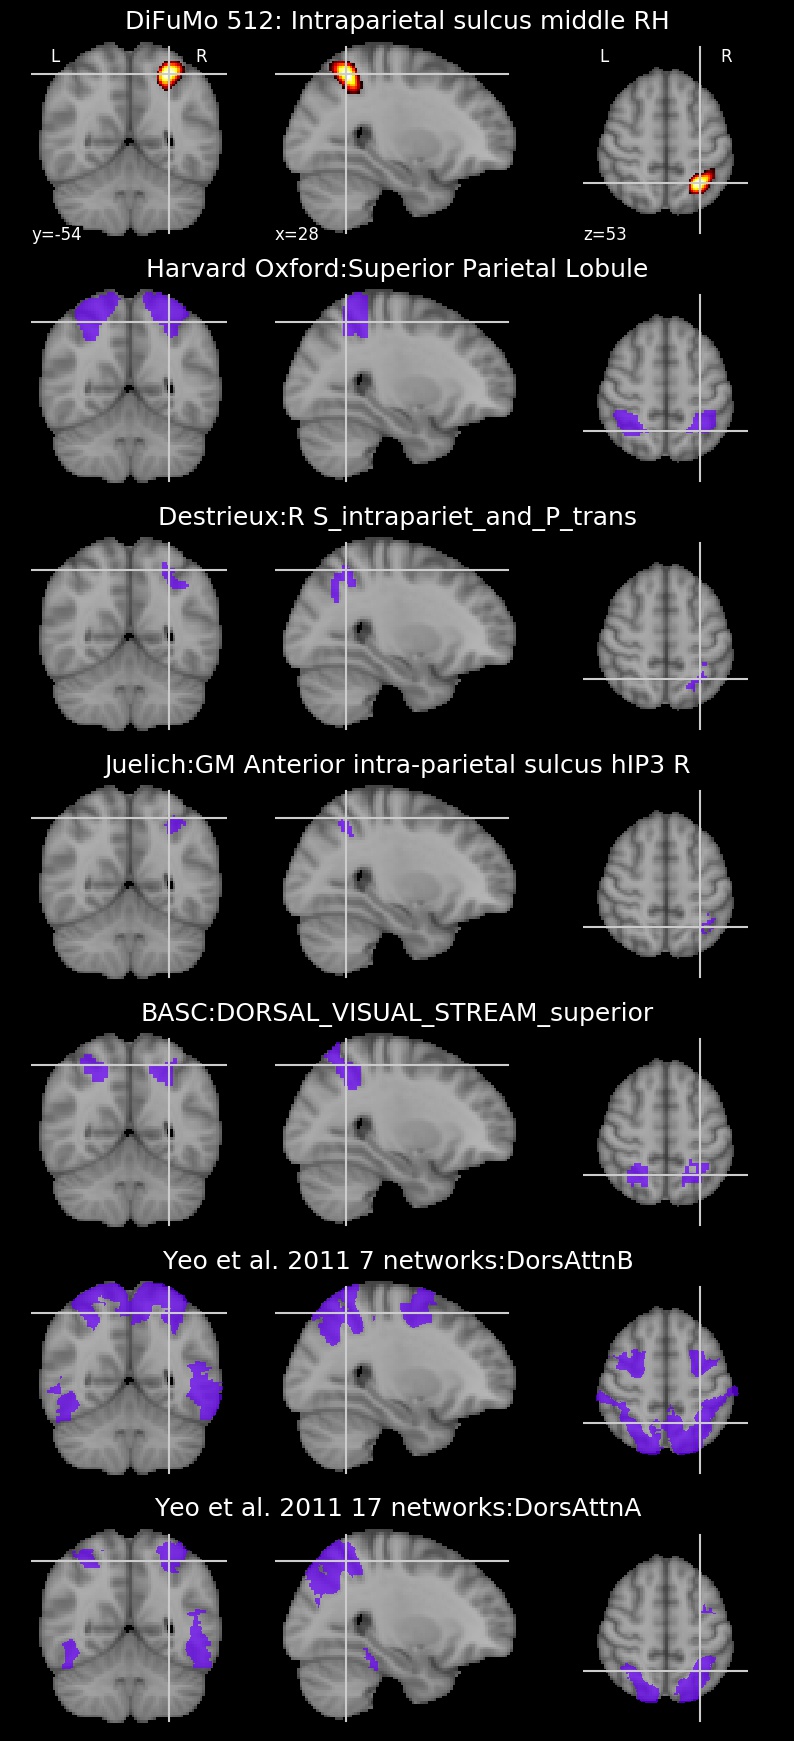 DiFuMo 512: Intraparietal sulcus middle RH
L R L R
y=-54 x=28 z=53
Harvard Oxford:Superior Parietal Lobule
Destrieux:R S_intrapariet_and_P_trans
Juelich:GM Anterior intra-parietal sulcus hIP3 R
BASC:DORSAL_VISUAL_STREAM_superior
Yeo et al. 2011 7 networks:DorsAttnB
Yeo et al. 2011 17 networks:DorsAttnA